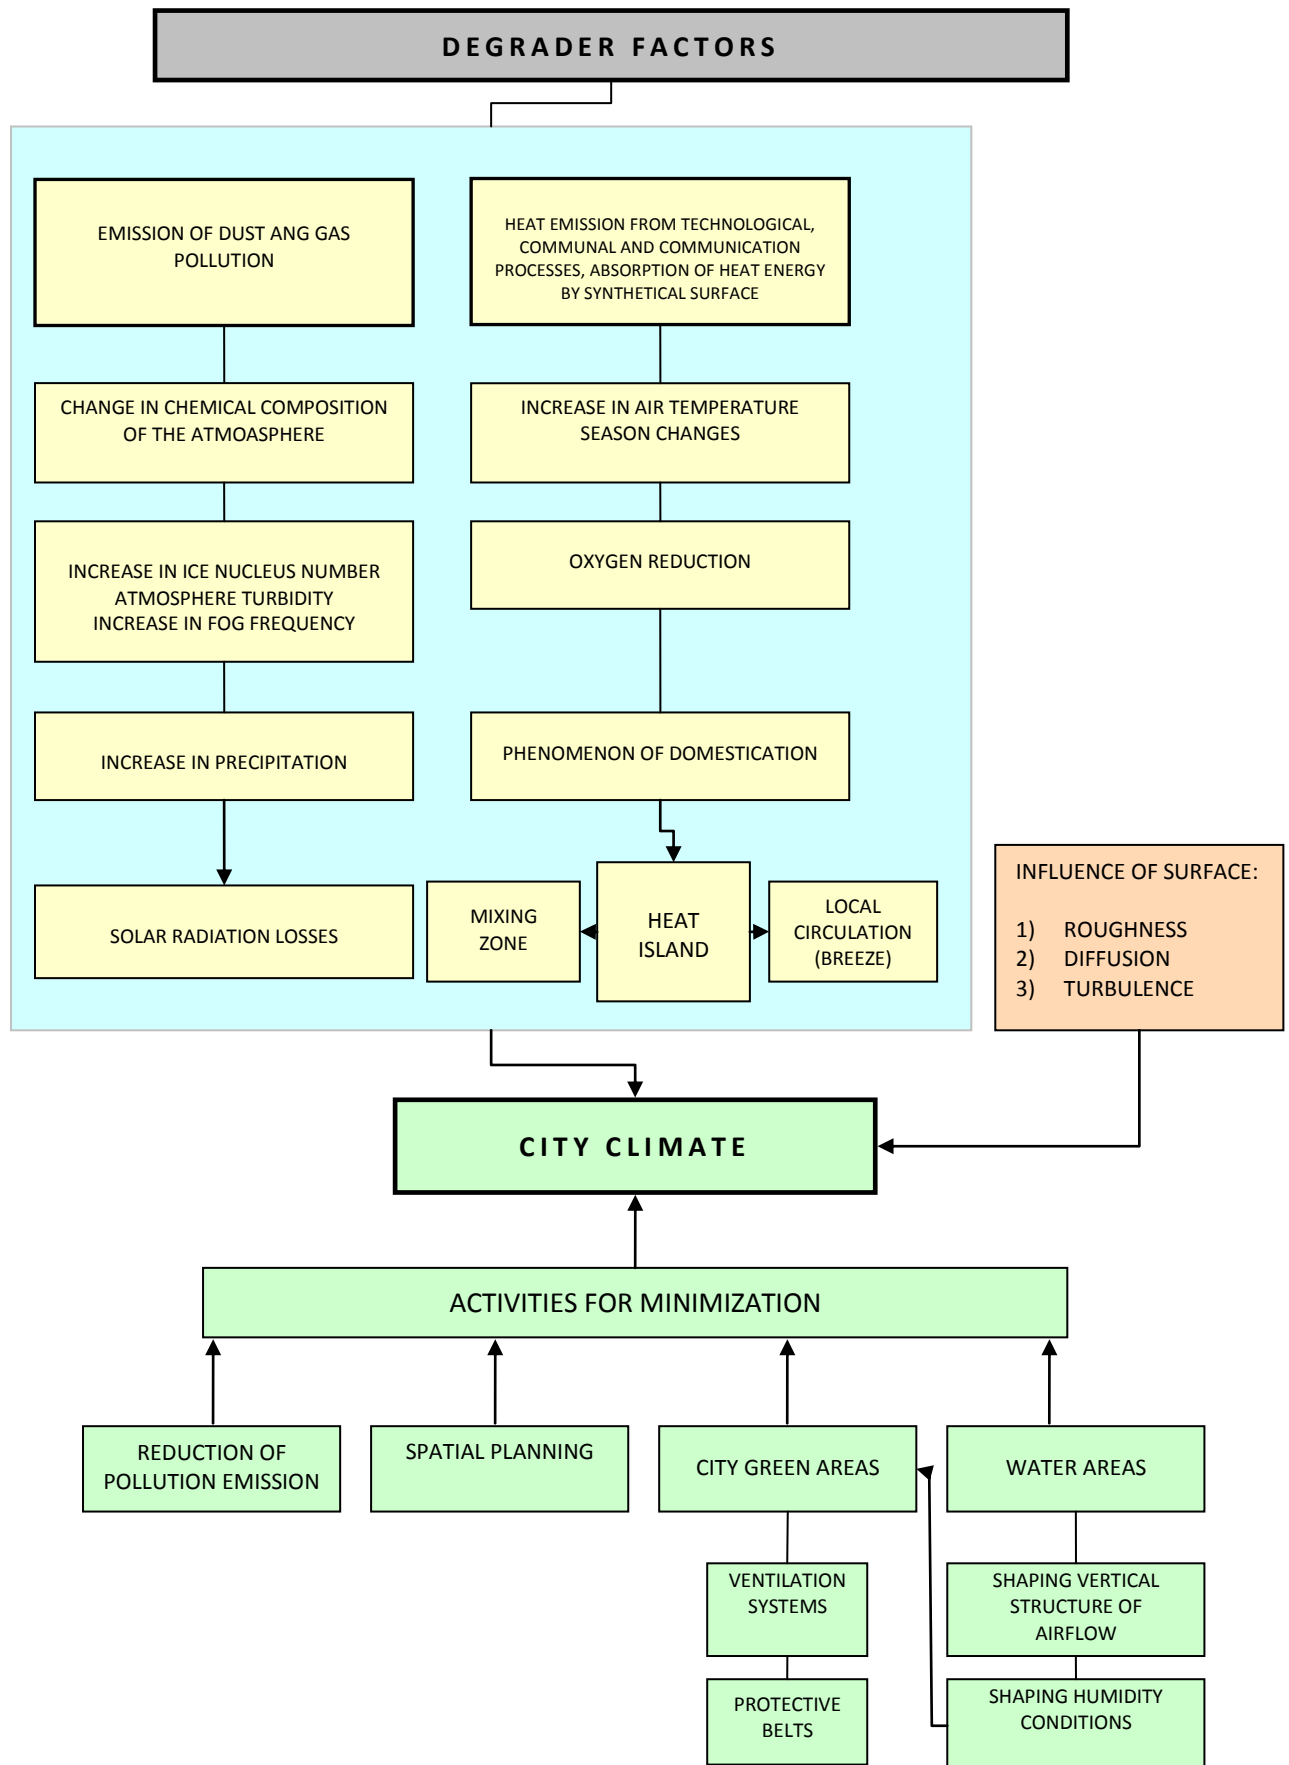 DEGRADER FACTORS
EMISSION OF DUST ANG GAS
POLLUTION
HEAT EMISSION FROM TECHNOLOGICAL,
COMMUNAL AND COMMUNICATION
PROCESSES, ABSORPTION OF HEAT ENERGY
BY SYNTHETICAL SURFACE
CHANGE IN CHEMICAL COMPOSITION
OF THE ATMOASPHERE
INCREASE IN AIR TEMPERATURE
SEASON CHANGES
INCREASE IN ICE NUCLEUS NUMBER
ATMOSPHERE TURBIDITY
INCREASE IN FOG FREQUENCY
OXYGEN REDUCTION
INCREASE IN PRECIPITATION
PHENOMENON OF DOMESTICATION
SOLAR RADIATION LOSSES
MIXING
ZONE
HEAT
ISLAND
LOCAL
CIRCULATION
(BREEZE)
INFLUENCE OF SURFACE:
1) ROUGHNESS
2) DIFFUSION
3) TURBULENCE
CITY CLIMATE
ACTIVITIES FOR MINIMIZATION
REDUCTION OF
POLLUTION EMISSION
SPATIAL PLANNING
CITY GREEN AREAS
WATER AREAS
VENTILATION
SYSTEMS
SHAPING VERTICAL
STRUCTURE OF
AIRFLOW
PROTECTIVE
BELTS
SHAPING HUMIDITY
CONDITIONS